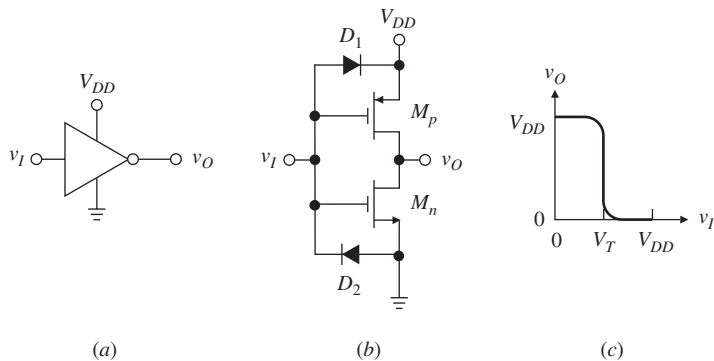 V_DD
v_I
v_O
(a)
D_1
V_DD
M_p
v_I
v_O
M_n
D_2
(b)
v_O
V_DD
0
0
V_T
V_DD
v_I
(c)